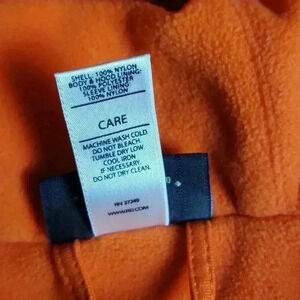 SHELL: 100% NYLON
BODY & HOOD LINING:
100% POLYESTER
SLEEVE LINING:
100% NYLON
CARE
MACHINE WASH COLD.
DO NOT BLEACH.
TUMBLE DRY LOW.
COOL IRON
IF NECESSARY.
DO NOT DRY CLEAN.
RN 37249
WWW.REI.COM